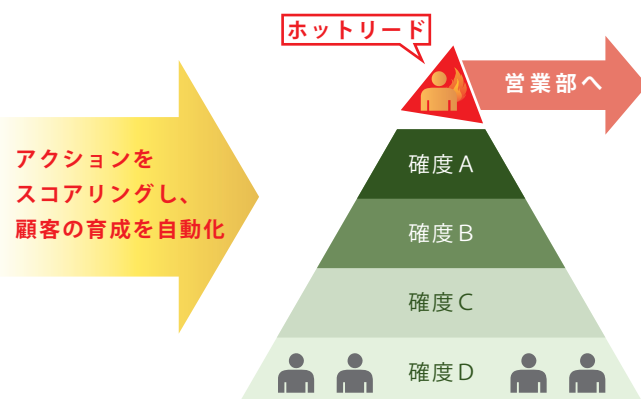 ホットリード
営業部へ
アクションを
スコアリングし、
顧客の育成を自動化
確度A
確度B
確度C
確度D